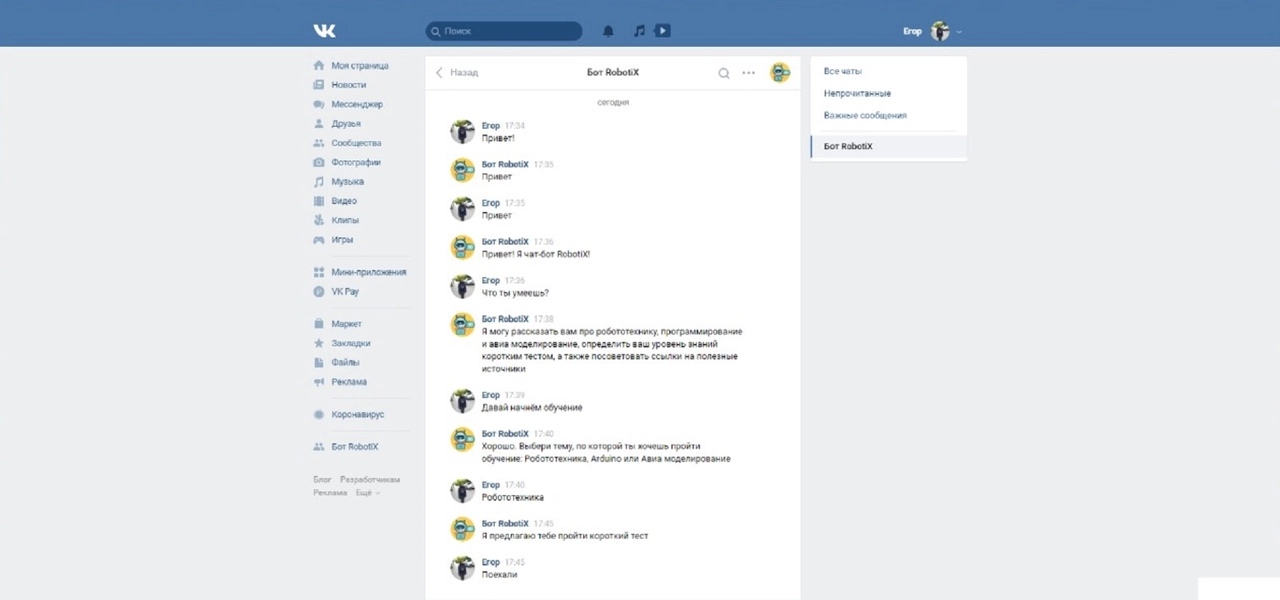 Поиск
Егор
Моя страница
Новости
Мессенджер
Друзья
Сообщества
Фотографии
Музыка
Видео
Клипы
Игры
Мини-приложения
VK Pay
Маркет
Закладки
Файлы
Реклама
Коронавирус
Бот RobotiX
Блог Разработчикам
Реклама Ещё
Назад
Бот RobotiX
сегодня
Егор 17:34
Привет!
Бот RobotiX 17:35
Привет
Егор 17:35
Привет
Бот RobotiX 17:36
Привет! Я чат-бот RobotiX!
Егор 17:36
Что ты умеешь?
Бот RobotiX 17:38
Я могу рассказать вам про робототехнику, программирование
и авиа моделирование, определить ваш уровень знаний
коротким тестом, а также посоветовать ссылки на полезные
источники
Егор 17:39
Давай начнём обучение
Бот RobotiX 17:40
Хорошо. Выбери тему, по которой ты хочешь пройти
обучение: Робототехника, Arduino или Авиа моделирование
Егор 17:40
Робототехника
Бот RobotiX 17:45
Я предлагаю тебе пройти короткий тест
Егор 17:45
Поехали
Все чаты
Непрочитанные
Важные сообщения
Бот RobotiX